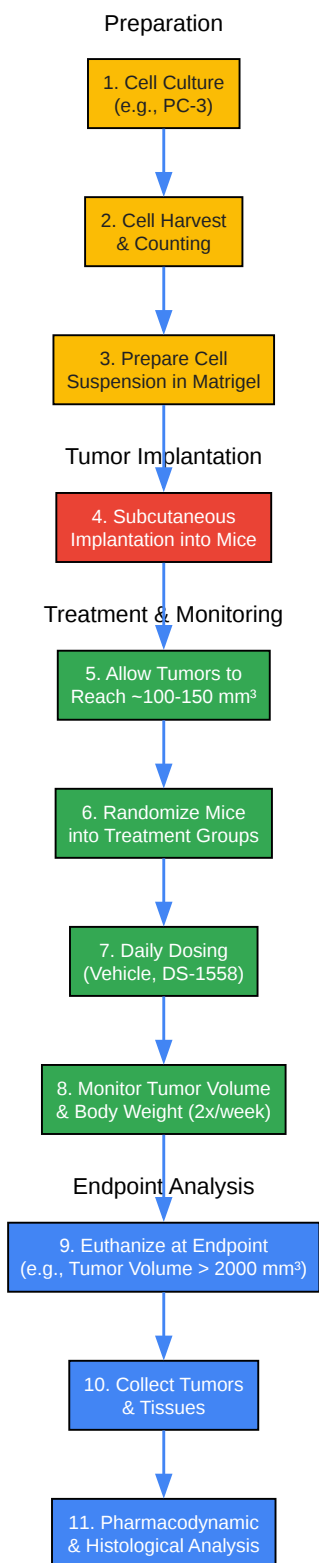 Preparation
1. Cell Culture
(e.g., PC-3)
2. Cell Harvest
& Counting
3. Prepare Cell
Suspension in Matrigel
Tumor Implantation
4. Subcutaneous
Implantation into Mice
Treatment & Monitoring
5. Allow Tumors to
Reach ~100-150 mm³
6. Randomize Mice
into Treatment Groups
7. Daily Dosing
(Vehicle, DS-1558)
8. Monitor Tumor Volume
& Body Weight (2x/week)
Endpoint Analysis
9. Euthanize at Endpoint
(e.g., Tumor Volume > 2000 mm³)
10. Collect Tumors
& Tissues
11. Pharmacodynamic
& Histological Analysis